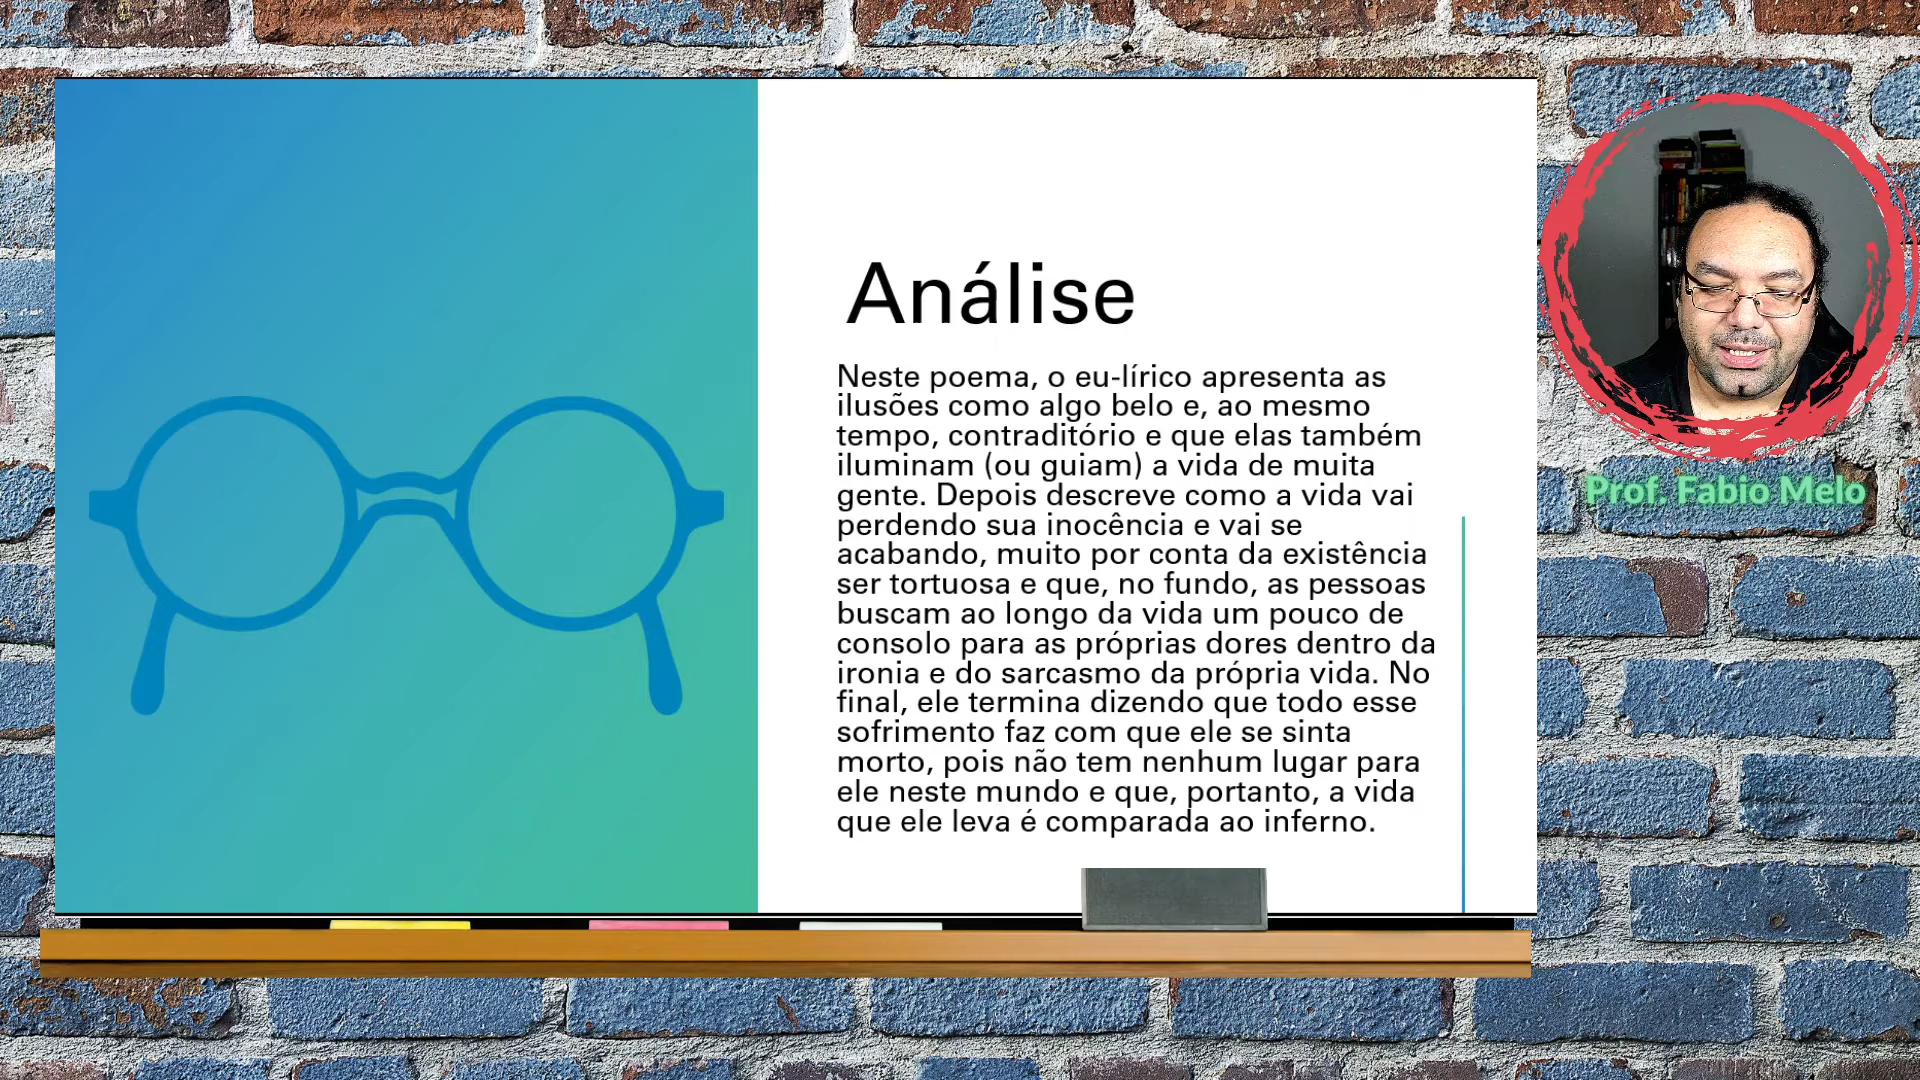 Análise
Neste poema, o eu-lírico apresenta as
ilusões como algo belo e, ao mesmo
tempo, contraditório e que elas também
iluminam (ou guiam) a vida de muita
gente. Depois descreve como a vida vai
perdendo sua inocência e vai se
acabando, muito por conta da existência
ser tortuosa e que, no fundo, as pessoas
buscam ao longo da vida um pouco de
consolo para as próprias dores dentro da
ironia e do sarcasmo da própria vida. No
final, ele termina dizendo que todo esse
sofrimento faz com que ele se sinta
morto, pois não tem nenhum lugar para
ele neste mundo e que, portanto, a vida
que ele leva é comparada ao inferno.
Prof. Fabio Melo